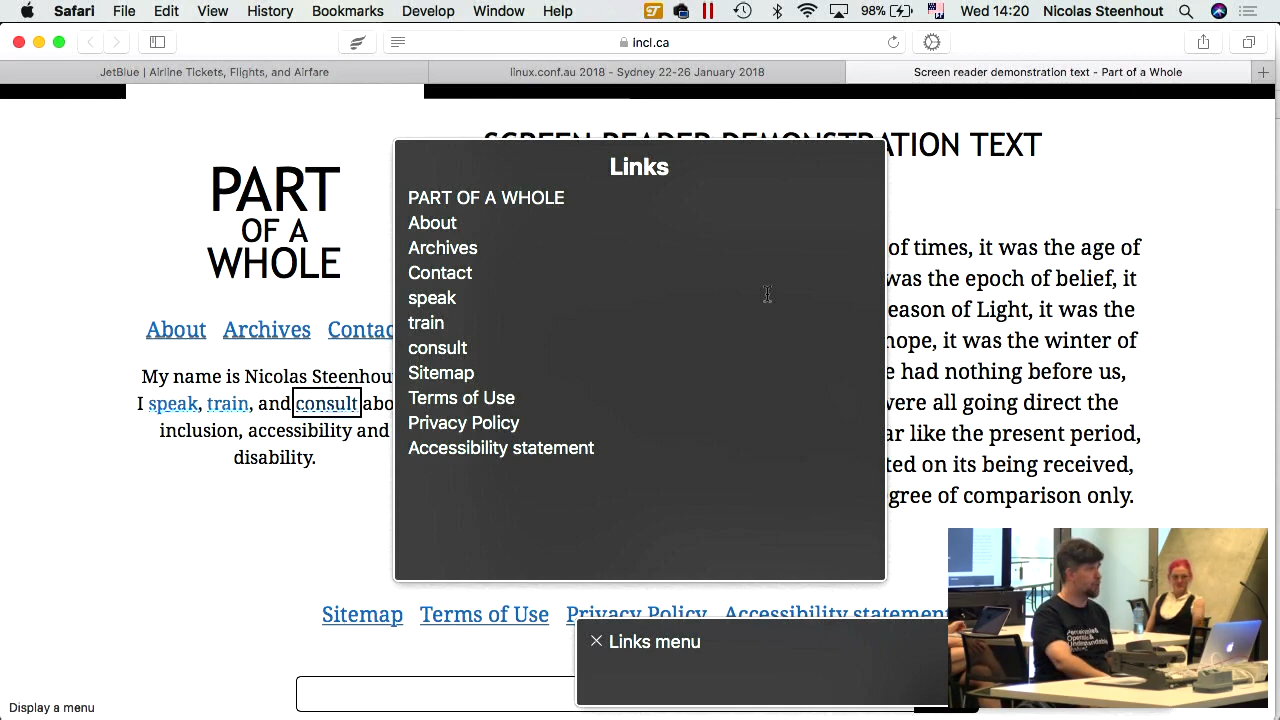 Safari File Edit View History Bookmarks Develop Window Help 98% Wed 14:20 Nicolas Steenhout
incl.ca
JetBlue | Airline Tickets, Flights, and Airfare linux.conf.au 2018 - Sydney 22-26 January 2018 Screen reader demonstration text - Part of a Whole
SCREEN READER DEMONSTRATION TEXT
PART
OF A
WHOLE
About Archives Contac
My name is Nicolas Steenhou
I speak, train, and consult abo
inclusion, accessibility and
disability.
Links
PART OF A WHOLE
About
Archives
Contact
speak
train
consult
Sitemap
Terms of Use
Privacy Policy
Accessibility statement
of times, it was the age of
was the epoch of belief, it
eason of Light, it was the
hope, it was the winter of
e had nothing before us,
were all going direct the
ar like the present period,
ted on its being received,
gree of comparison only.
Sitemap Terms of Use Privacy Policy Accessibility statement
Links menu
Display a menu
Perceivable
Operable
Understandable